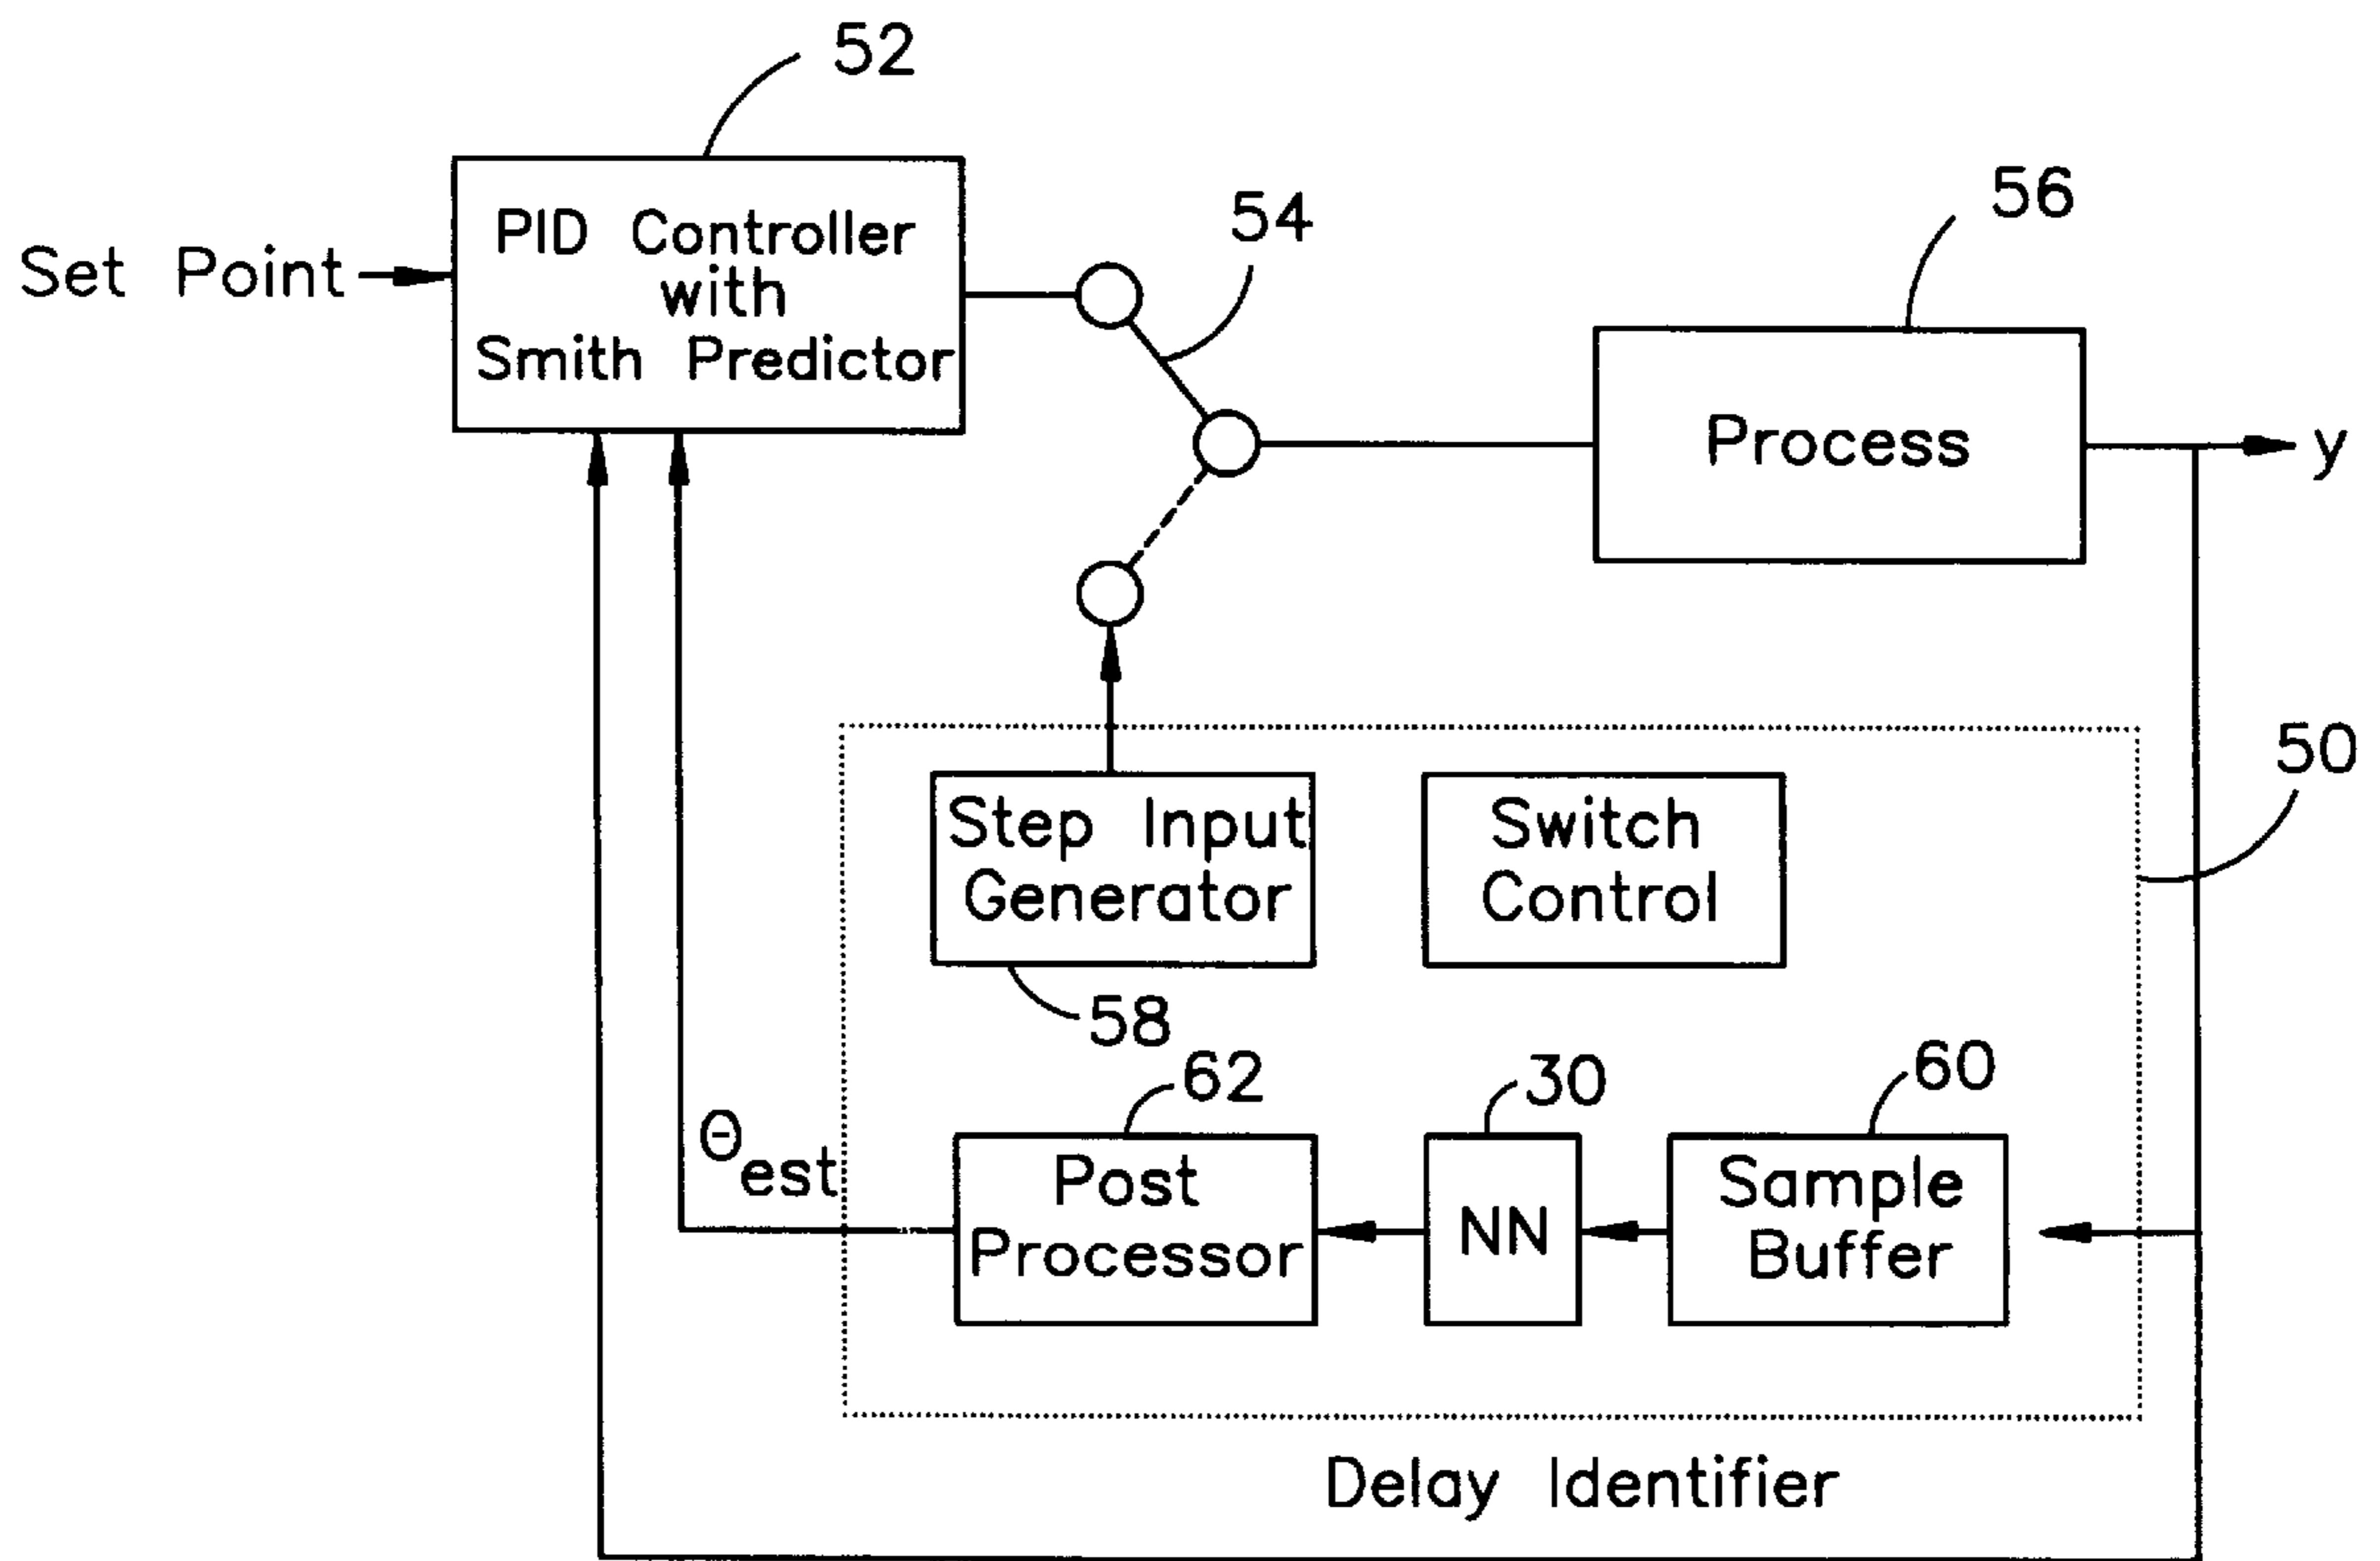 52
PID Controller
with
Smith Predictor
Set Point
54
56
Process
y
50
Step Input
Generator
Switch
Control
58
62
30
60
Θest
Post
Processor
NN
Sample
Buffer
Delay Identifier